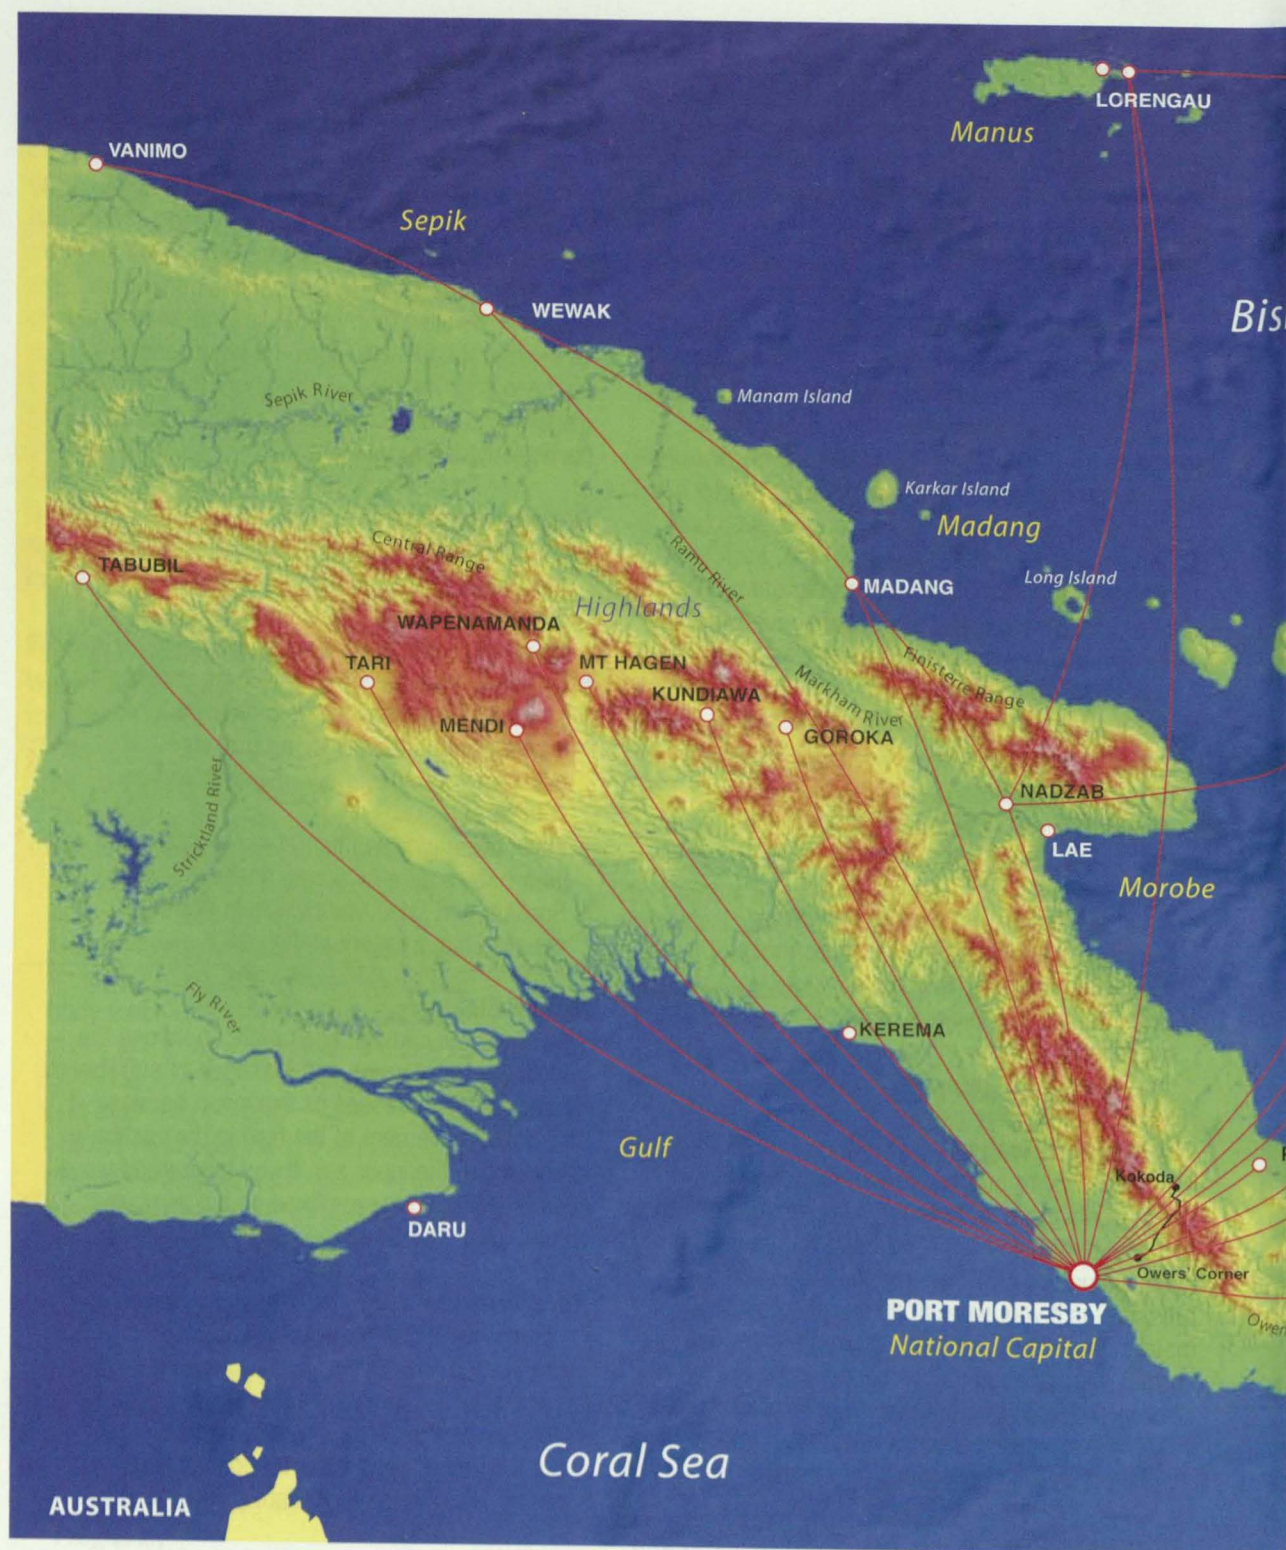 LORENGAU
Manus
VANIMO
Sepik
WEWAK
Bis
Sepik River
Manam Island
Karkar Island
Madang
Central Range
Ramu River
TABUBIL
Long Island
MADANG
Highlands
WAPENAMANDA
TARI
MT HAGEN
Finisterre Range
KUNDIAWA
Markham River
MENDI
GOROKA
NADZAB
Stricktland River
LAE
Morobe
Fly River
KEREMA
Gulf
Kokoda
DARU
Owers' Corner
PORT MORESBY
National Capital
Owen
Coral Sea
AUSTRALIA